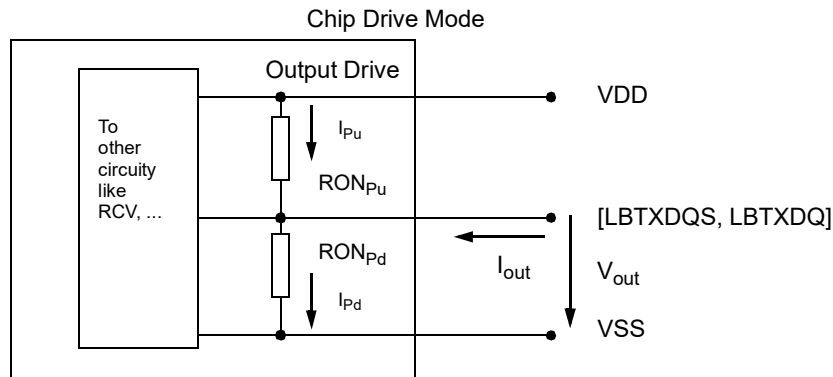 Chip Drive Mode
Output Drive
VDD
To
other
circuity
like
RCV, ...
I_Pu
RON_Pu
[LBTXDQS, LBTXDQ]
RON_Pd
I_out
V_out
I_Pd
VSS